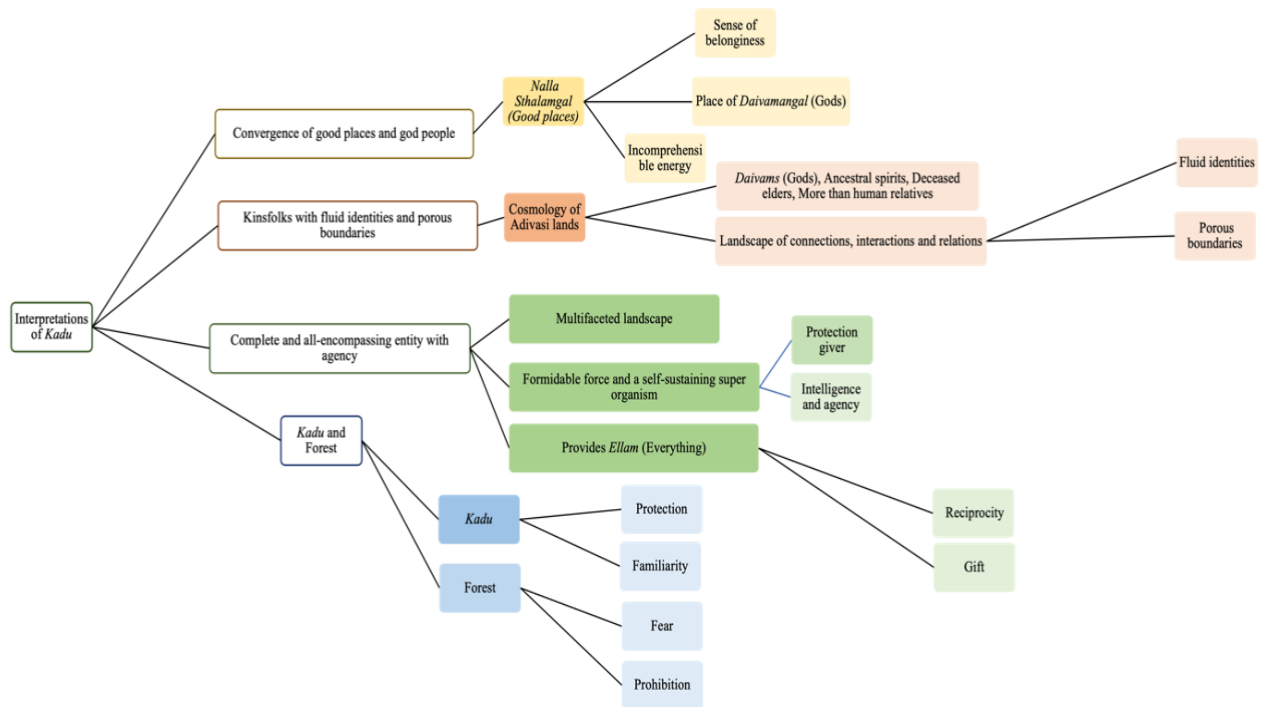 Interpretations
of Kadu
Convergence of good places and god people
Nalla
Sthalamgal
(Good places)
Sense of
belonginess
Place of Daivamangal (Gods)
Incomprehensi
ble energy
Kinsfolks with fluid identities and porous
boundaries
Cosmology of
Adivasi lands
Daivams (Gods), Ancestral spirits, Deceased
elders, More than human relatives
Landscape of connections, interactions and relations
Fluid identities
Porous
boundaries
Complete and all-encompassing entity with
agency
Multifaceted landscape
Formidable force and a self-sustaining super
organism
Protection
giver
Intelligence
and agency
Provides Ellam (Everything)
Reciprocity
Gift
Kadu and
Forest
Kadu
Protection
Familiarity
Forest
Fear
Prohibition